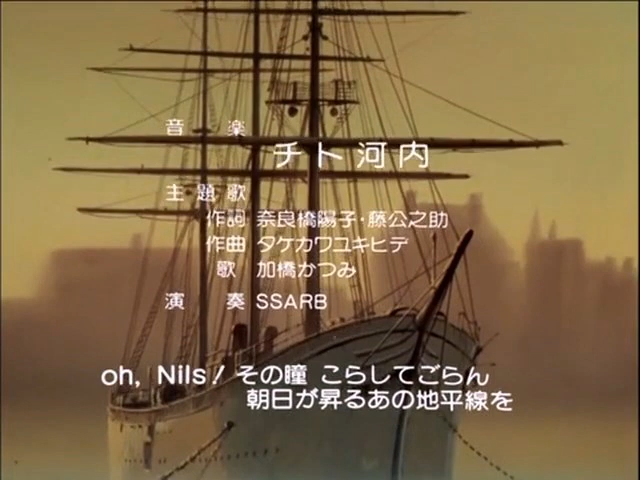 音楽
チト河内
主題歌
作詞 奈良橋陽子・藤公之助
作曲 タケカワユキヒデ
歌 加橋かつみ
演奏 SSARB
oh, Nils! その瞳 こらしてごらん
朝日が昇るあの地平線を